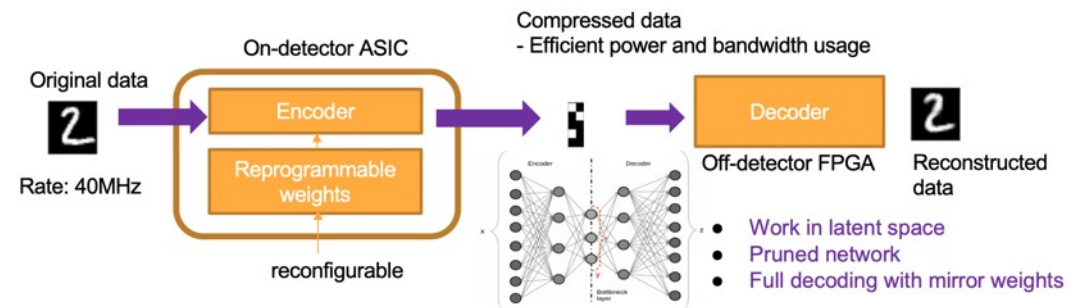 Compressed data
- Efficient power and bandwidth usage
On-detector ASIC
Original data
2
Encoder
Reprogrammable
weights
Rate: 40MHz
reconfigurable
Decoder
2
Off-detector FPGA
Reconstructed
data
Encoder
Decoder
x
z
y
Bottleneck
layer
● Work in latent space
● Pruned network
● Full decoding with mirror weights